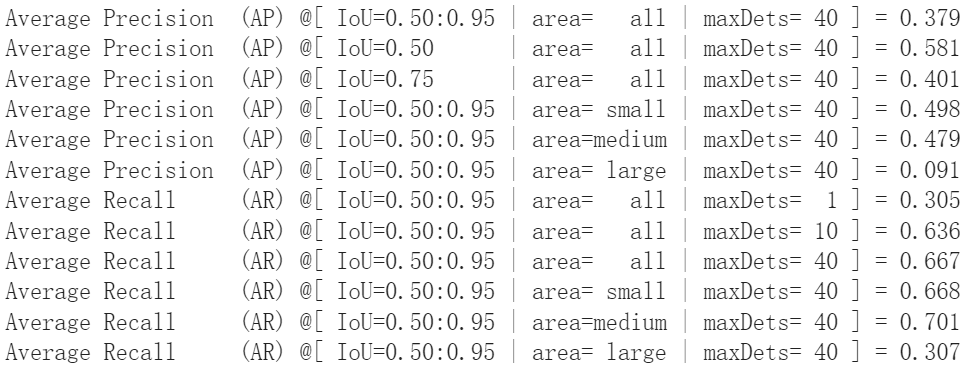 Average Precision  (AP) @[ IoU=0.50:0.95 | area=   all | maxDets= 40 ] = 0.379
Average Precision  (AP) @[ IoU=0.50      | area=   all | maxDets= 40 ] = 0.581
Average Precision  (AP) @[ IoU=0.75      | area=   all | maxDets= 40 ] = 0.401
Average Precision  (AP) @[ IoU=0.50:0.95 | area= small | maxDets= 40 ] = 0.498
Average Precision  (AP) @[ IoU=0.50:0.95 | area=medium | maxDets= 40 ] = 0.479
Average Precision  (AP) @[ IoU=0.50:0.95 | area= large | maxDets= 40 ] = 0.091
Average Recall     (AR) @[ IoU=0.50:0.95 | area=   all | maxDets=  1 ] = 0.305
Average Recall     (AR) @[ IoU=0.50:0.95 | area=   all | maxDets= 10 ] = 0.636
Average Recall     (AR) @[ IoU=0.50:0.95 | area=   all | maxDets= 40 ] = 0.667
Average Recall     (AR) @[ IoU=0.50:0.95 | area= small | maxDets= 40 ] = 0.668
Average Recall     (AR) @[ IoU=0.50:0.95 | area=medium | maxDets= 40 ] = 0.701
Average Recall     (AR) @[ IoU=0.50:0.95 | area= large | maxDets= 40 ] = 0.307